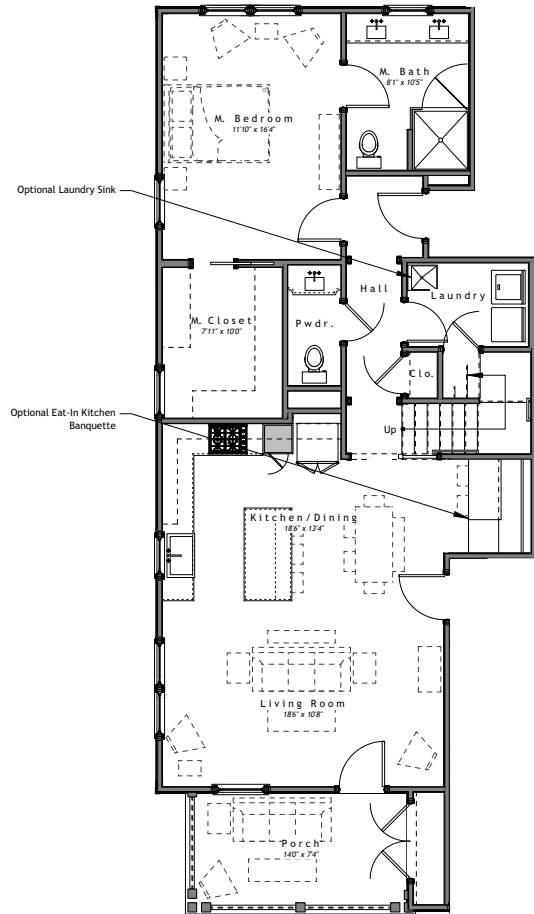 M. Bath
8'1" x 10'5"
M. Bedroom
11'10" x 16'4"
Optional Laundry Sink
Hall
Laundry
M. Closet
7'11" x 10'0"
Pwdr.
Clo.
Optional Eat-In Kitchen
Banquette
Up
Kitchen/Dining
18'6" x 13'4"
Living Room
18'6" x 10'8"
Porch
14'0" x 7'4"